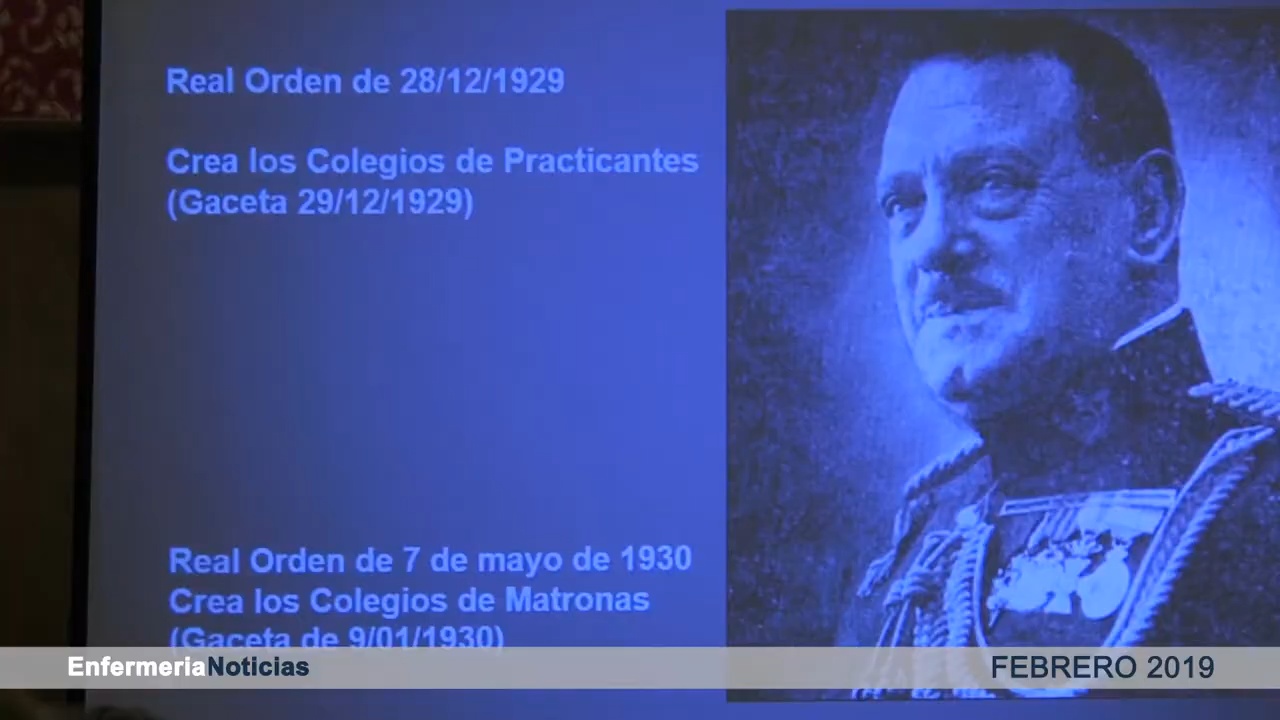 Real Orden de 28/12/1929
Crea los Colegios de Practicantes
(Gaceta 29/12/1929)
Real Orden de 7 de mayo de 1930
Crea los Colegios de Matronas
(Gaceta de 9/01/1930)
EnfermeriaNoticias
FEBRERO 2019